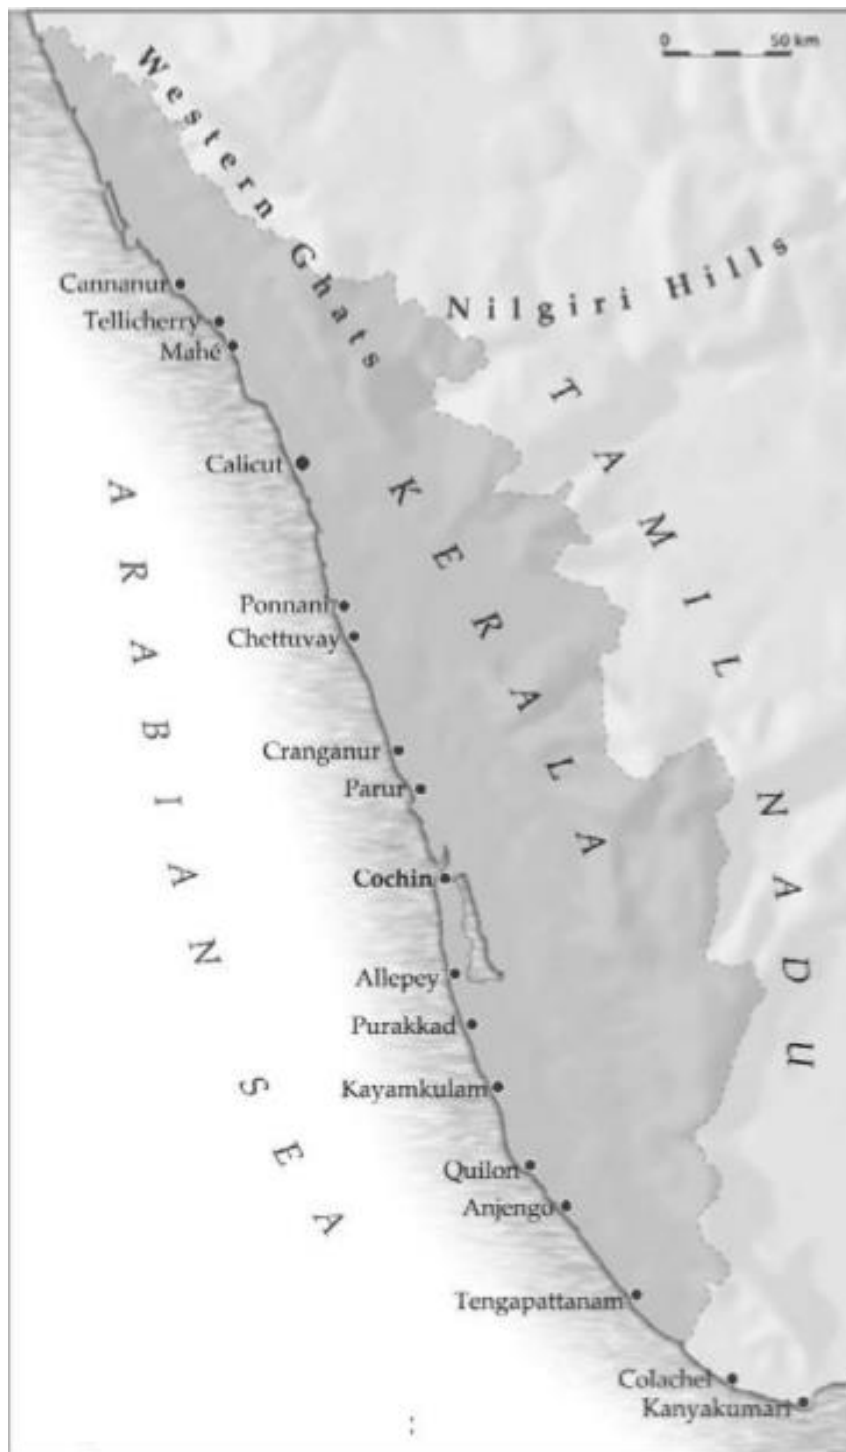 0 50 km
Western Ghats
Nilgiri Hills
TAMIL NADU
KERALA
ARABIAN SEA
Cannanur
Tellicherry
Mahé
Calicut
Ponnani
Chettuvay
Cranganur
Parur
Cochin
Allepey
Purakkad
Kayamkulam
Quilon
Anjengo
Tengapattanam
Colachel
Kanyakumari
: